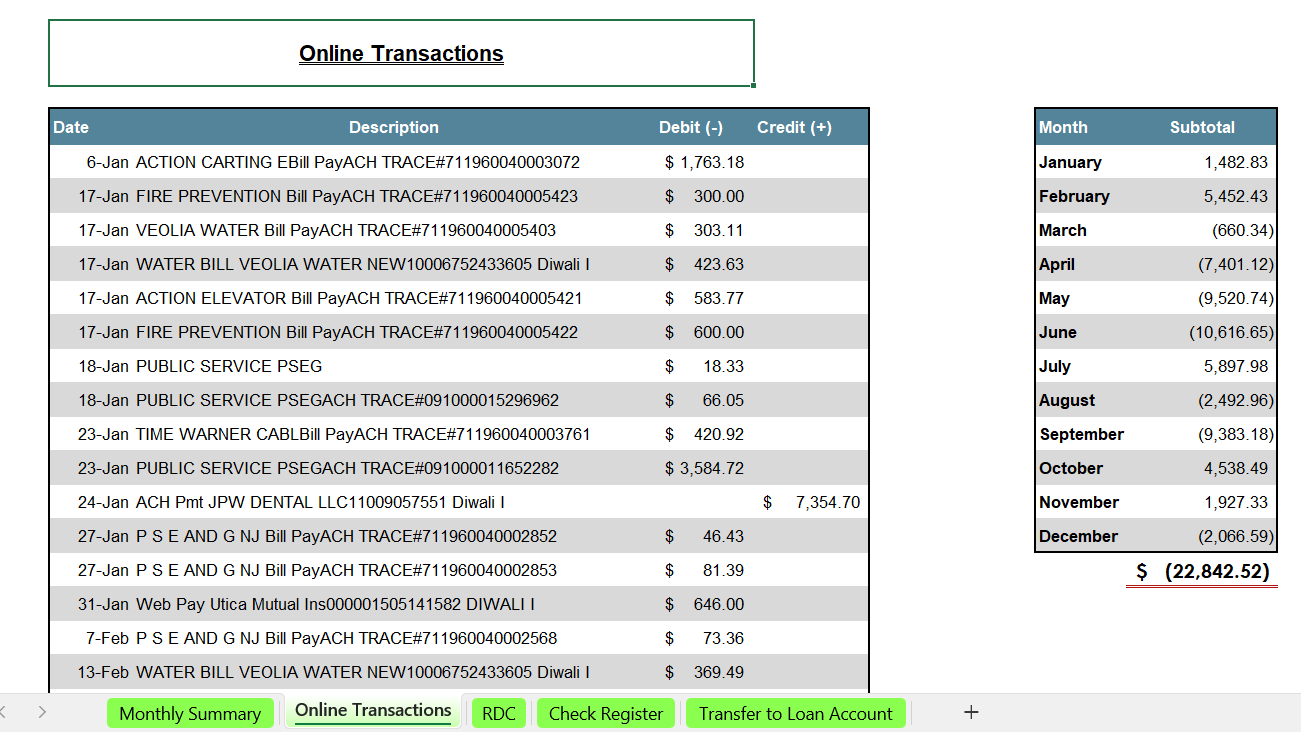 Online Transactions
Date Description Debit (-) Credit (+)
6-Jan ACTION CARTING EBill PayACH TRACE#711960040003072 $ 1,763.18
17-Jan FIRE PREVENTION Bill PayACH TRACE#711960040005423 $ 300.00
17-Jan VEOLIA WATER Bill PayACH TRACE#711960040005403 $ 303.11
17-Jan WATER BILL VEOLIA WATER NEW10006752433605 Diwali I $ 423.63
17-Jan ACTION ELEVATOR Bill PayACH TRACE#711960040005421 $ 583.77
17-Jan FIRE PREVENTION Bill PayACH TRACE#711960040005422 $ 600.00
18-Jan PUBLIC SERVICE PSEG $ 18.33
18-Jan PUBLIC SERVICE PSEGACH TRACE#091000015296962 $ 66.05
23-Jan TIME WARNER CABLBill PayACH TRACE#711960040003761 $ 420.92
23-Jan PUBLIC SERVICE PSEGACH TRACE#091000011652282 $ 3,584.72
24-Jan ACH Pmt JPW DENTAL LLC11009057551 Diwali I $ 7,354.70
27-Jan P S E AND G NJ Bill PayACH TRACE#711960040002852 $ 46.43
27-Jan P S E AND G NJ Bill PayACH TRACE#711960040002853 $ 81.39
31-Jan Web Pay Utica Mutual Ins000001505141582 DIWALI I $ 646.00
7-Feb P S E AND G NJ Bill PayACH TRACE#711960040002568 $ 73.36
13-Feb WATER BILL VEOLIA WATER NEW10006752433605 Diwali I $ 369.49
Month Subtotal
January 1,482.83
February 5,452.43
March (660.34)
April (7,401.12)
May (9,520.74)
June (10,616.65)
July 5,897.98
August (2,492.96)
September (9,383.18)
October 4,538.49
November 1,927.33
December (2,066.59)
$ (22,842.52)
Monthly Summary Online Transactions RDC Check Register Transfer to Loan Account